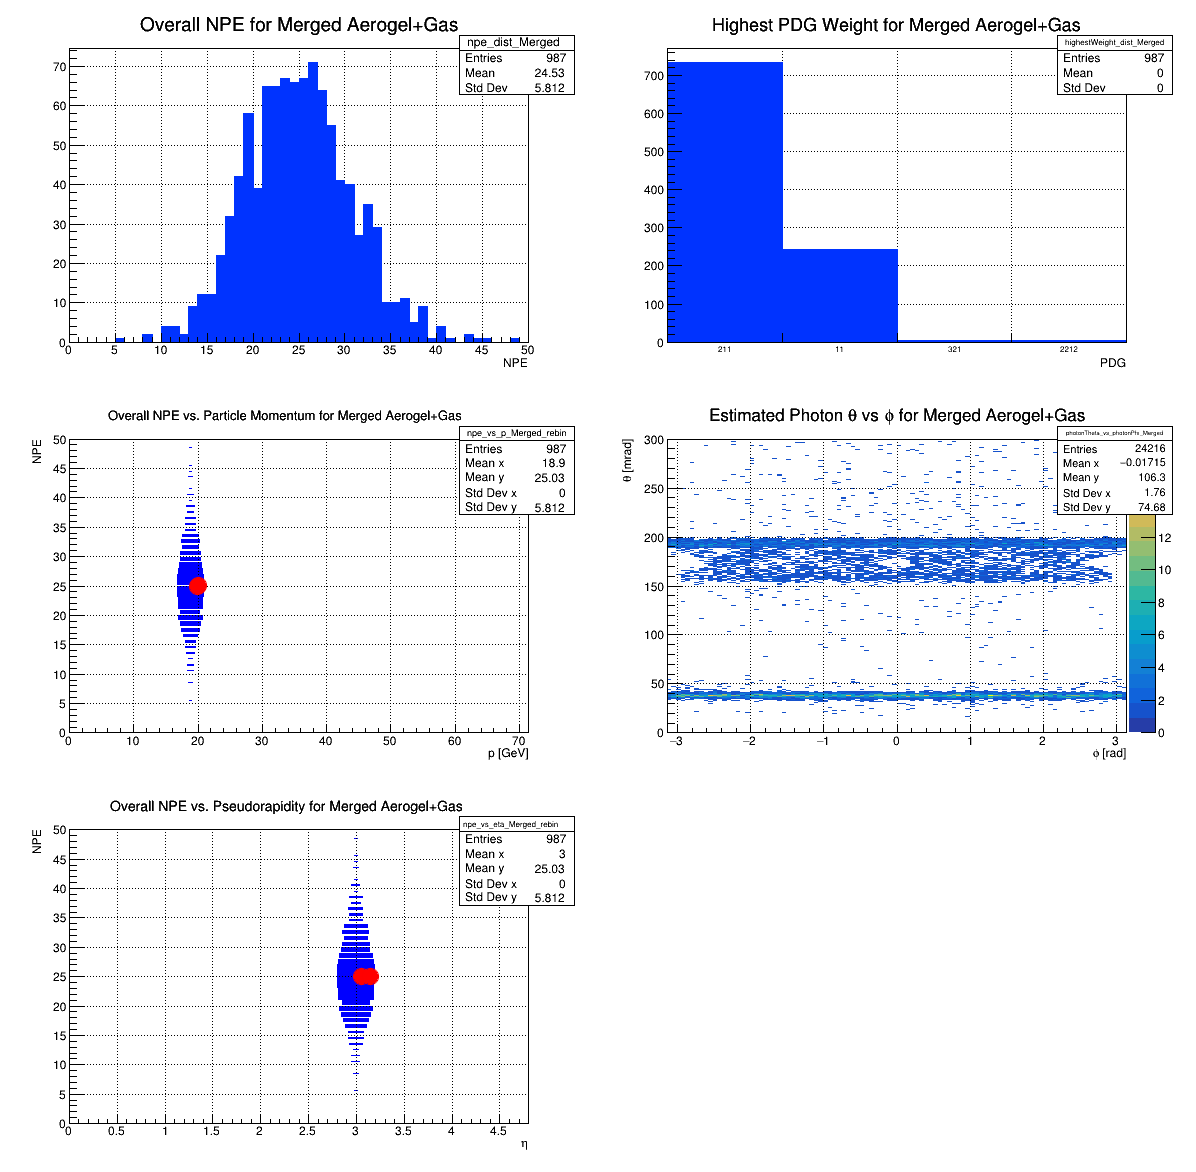 Overall NPE for Merged Aerogel+Gas
npe_dist_Merged
Entries 987
Mean 24.53
Std Dev 5.812
70
60
50
40
30
20
10
0
0 5 10 15 20 25 30 35 40 45 50
NPE
Highest PDG Weight for Merged Aerogel+Gas
highestWeight_dist_Merged
Entries 987
Mean 0
Std Dev 0
700
600
500
400
300
200
100
0
211 11 321 2212
PDG
Overall NPE vs. Particle Momentum for Merged Aerogel+Gas
npe_vs_p_Merged_rebin
Entries 987
Mean x 18.9
Mean y 25.03
Std Dev x 0
Std Dev y 5.812
NPE
50
45
40
35
30
25
20
15
10
5
0
0 10 20 30 40 50 60 70
p [GeV]
Estimated Photon θ vs ϕ for Merged Aerogel+Gas
photonTheta_vs_photonPhi_Merged
Entries 24216
Mean x −0.01715
Mean y 106.3
Std Dev x 1.76
Std Dev y 74.68
θ [mrad]
300
250
200
150
100
50
0
−3 −2 −1 0 1 2 3
ϕ [rad]
12
10
8
6
4
2
0
Overall NPE vs. Pseudorapidity for Merged Aerogel+Gas
npe_vs_eta_Merged_rebin
Entries 987
Mean x 3
Mean y 25.03
Std Dev x 0
Std Dev y 5.812
NPE
50
45
40
35
30
25
20
15
10
5
0
0 0.5 1 1.5 2 2.5 3 3.5 4 4.5
η